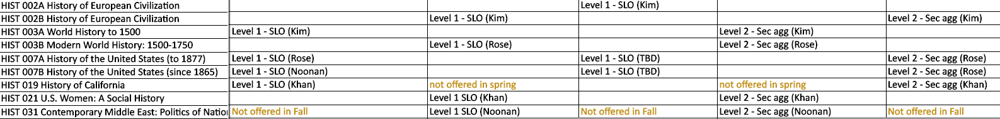 HIST 002A History of European Civilization Level 1 - SLO (Kim)
HIST 002B History of European Civilization Level 1 - SLO (Kim) Level 2 - Sec agg (Kim)
HIST 003A World History to 1500 Level 1 - SLO (Kim) Level 2 - Sec agg (Kim)
HIST 003B Modern World History: 1500-1750 Level 1 - SLO (Rose) Level 2 - Sec agg (Rose)
HIST 007A History of the United States (to 1877) Level 1 - SLO (Rose) Level 1 - SLO (TBD) Level 2 - Sec agg (Rose)
HIST 007B History of the United States (since 1865) Level 1 - SLO (Noonan) Level 1 - SLO (TBD) Level 2 - Sec agg (Rose)
HIST 019 History of California Level 1 - SLO (Khan) not offered in spring not offered in spring Level 2 - Sec agg (Khan)
HIST 021 U.S. Women: A Social History Level 1 SLO (Khan) Level 2 - Sec agg (Khan)
HIST 031 Contemporary Middle East: Politics of Natio Not offered in Fall Level 1 SLO (Noonan) Not offered in Fall Level 2 - Sec agg (Noonan) Not offered in Fall